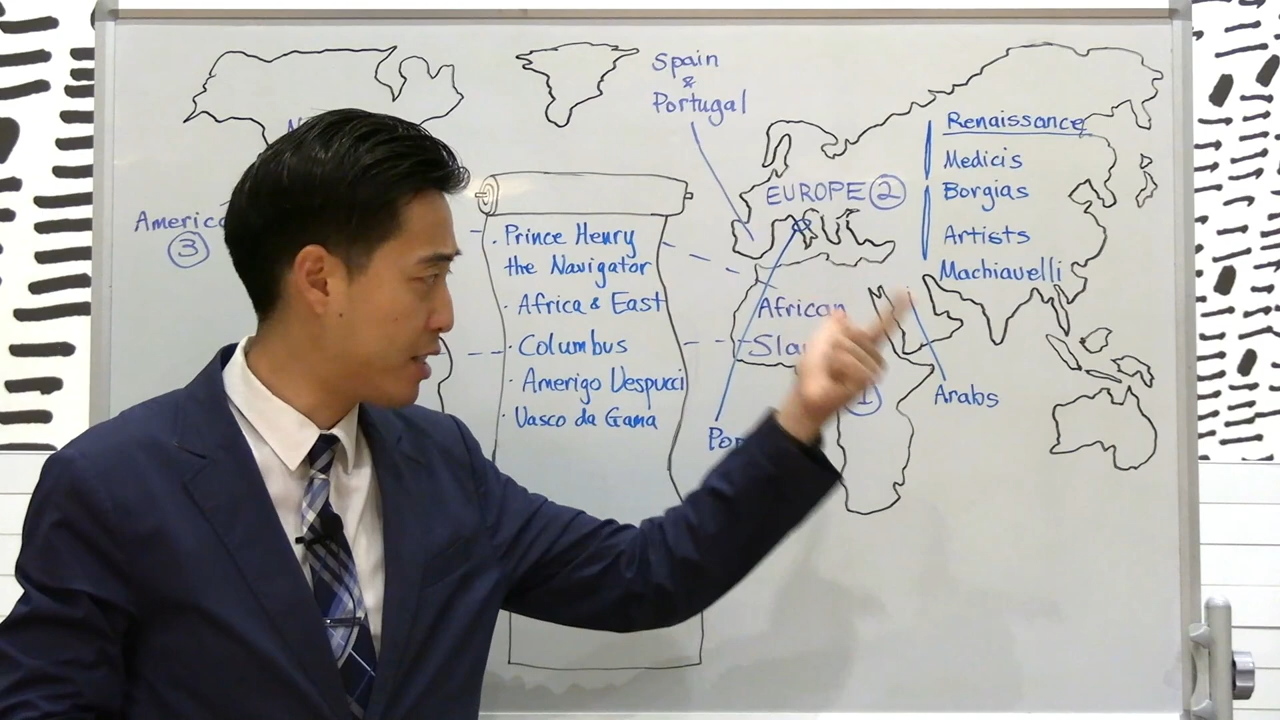 Spain
&
Portugal
America
③
EUROPE ②
Renaissance
Medicis
Borgias
Artists
Machiavelli
· Prince Henry
the Navigator
· Africa & East
· Columbus
· Amerigo Vespucci
· Vasco da Gama
African
①
Arabs